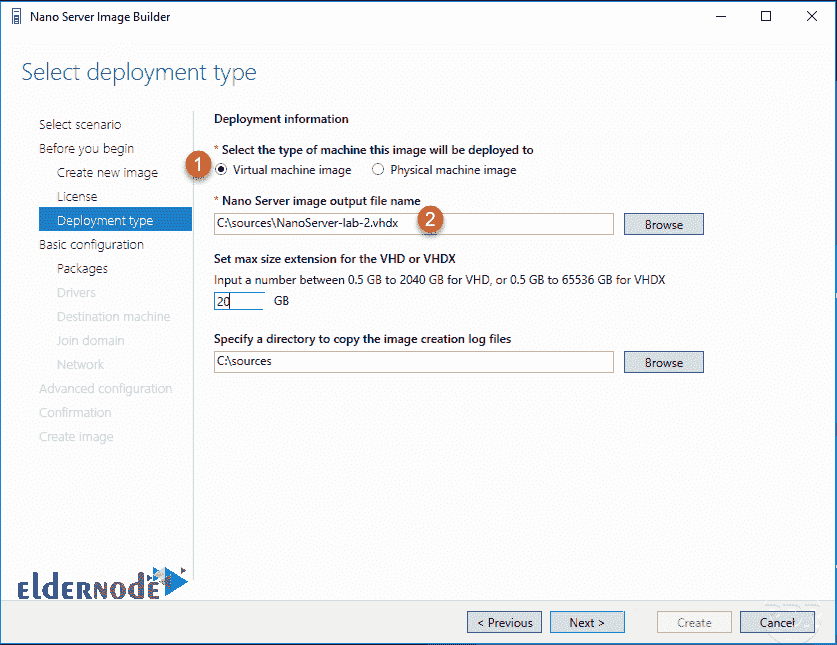 Nano Server Image Builder
Select deployment type
Select scenario
Before you begin
Create new image
License
Deployment type
Basic configuration
Packages
Drivers
Destination machine
Join domain
Network
Advanced configuration
Confirmation
Create image
Deployment information
* Select the type of machine this image will be deployed to
1
Virtual machine image Physical machine image
* Nano Server image output file name
C:\sources\NanoServer-lab-2.vhdx 2 Browse
Set max size extension for the VHD or VHDX
Input a number between 0.5 GB to 2040 GB for VHD, or 0.5 GB to 65536 GB for VHDX
20 GB
Specify a directory to copy the image creation log files
C:\sources Browse
eldernode
< Previous Next > Create Cancel